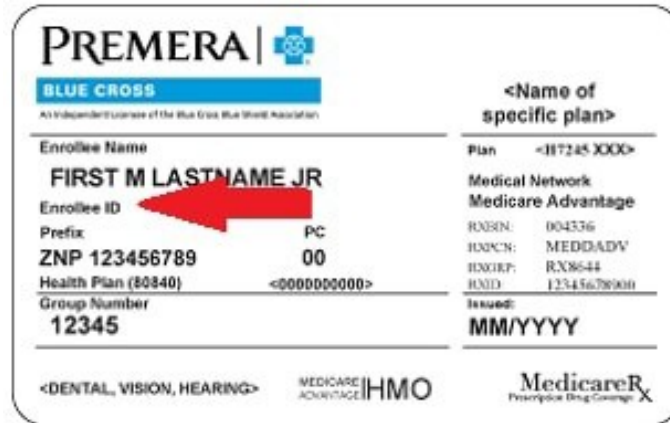 PREMERA
BLUE CROSS
An Independent Licensee of the Blue Cross Blue Shield Association
Enrollee Name
FIRST M LASTNAME JR
Enrollee ID
Prefix PC
ZNP 123456789 00
Health Plan (80840) <0000000000>
Group Number
12345
<DENTAL, VISION, HEARING>
MEDICARE ADVANTAGE HMO
<Name of
specific plan>
Plan <H7245-XXX>
Medical Network
Medicare Advantage
RXBIN: 004336
RXPCN: MEDDADV
RXGRP: RX8644
RXID: 12345678900
Issued:
MM/YYYY
MedicareRx
Prescription Drug Coverage